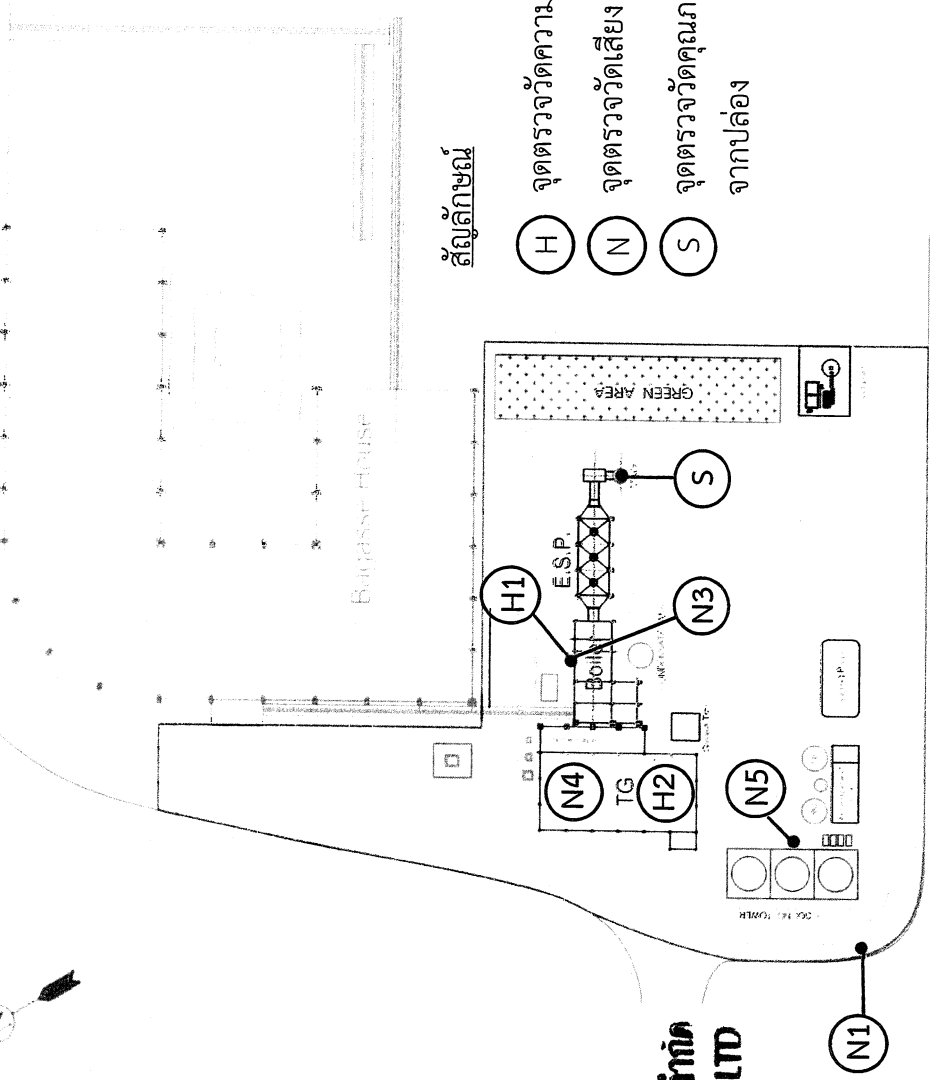 สัญลักษณ์
H จุดตรวจวัดความ
N จุดตรวจวัดเสียง
S จุดตรวจวัดคุณภ
จากปล่อง
Bagasse House
GREEN AREA
E.S.P.
Boiler
TG
H1
N3
S
N4
H2
N5
N1
TOWER
LTD